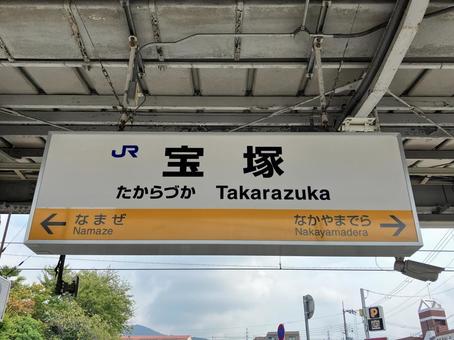 JR 宝塚
たからづか Takarazuka
← なまぜ なかやまでら →
Namaze Nakayamadera
P